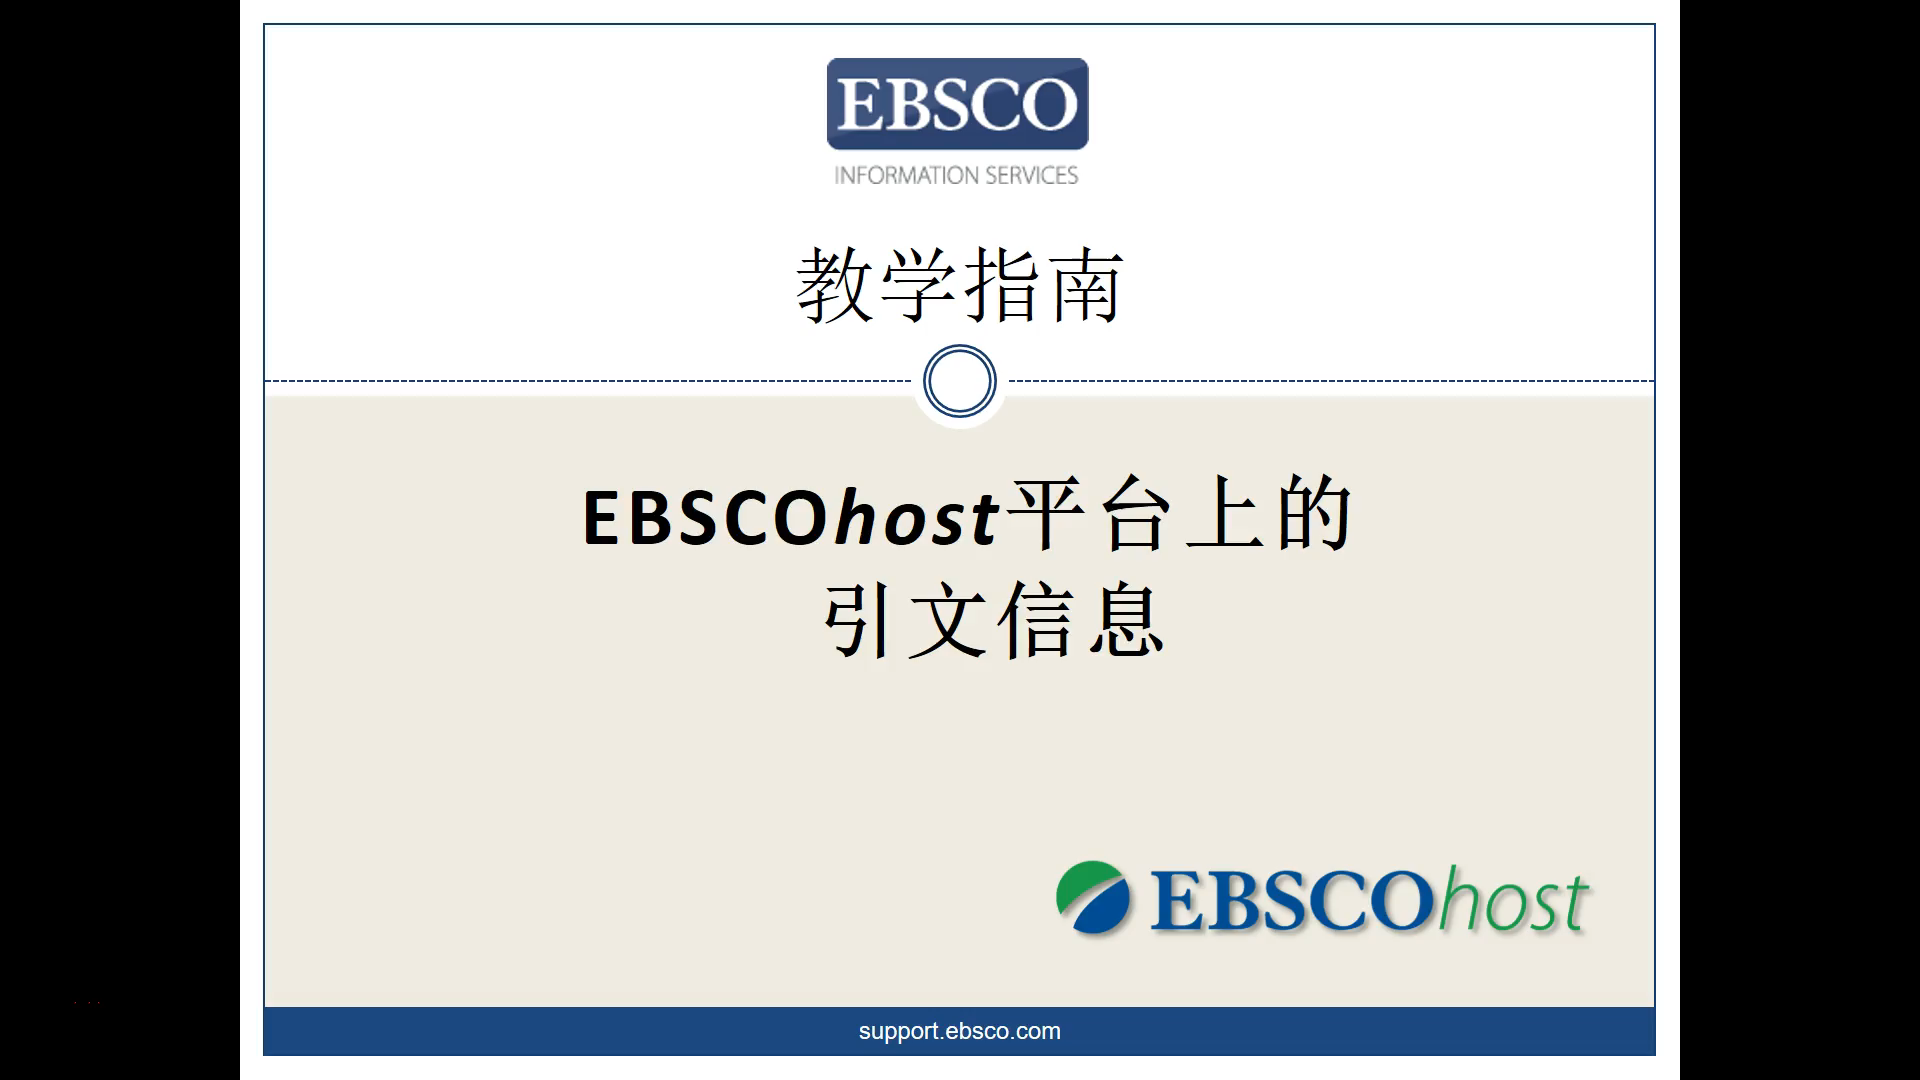 EBSCO
INFORMATION SERVICES
教学指南
EBSCOhost平台上的
引文信息
EBSCOhost
support.ebsco.com